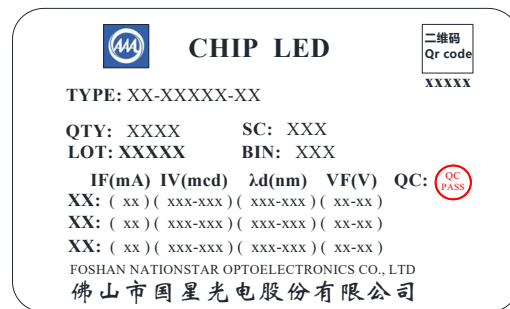 CHIP LED
二维码
Qr code
XXXXX
TYPE: XX-XXXXX-XX
QTY: XXXX SC: XXX
LOT: XXXXX BIN: XXX
IF(mA) IV(mcd) λd(nm) VF(V) QC: QC PASS
XX: ( xx ) ( xxx-xxx ) ( xxx-xxx ) ( xx-xx )
XX: ( xx ) ( xxx-xxx ) ( xxx-xxx ) ( xx-xx )
XX: ( xx ) ( xxx-xxx ) ( xxx-xxx ) ( xx-xx )
FOSHAN NATIONSTAR OPTOELECTRONICS CO., LTD
佛山市国星光电股份有限公司